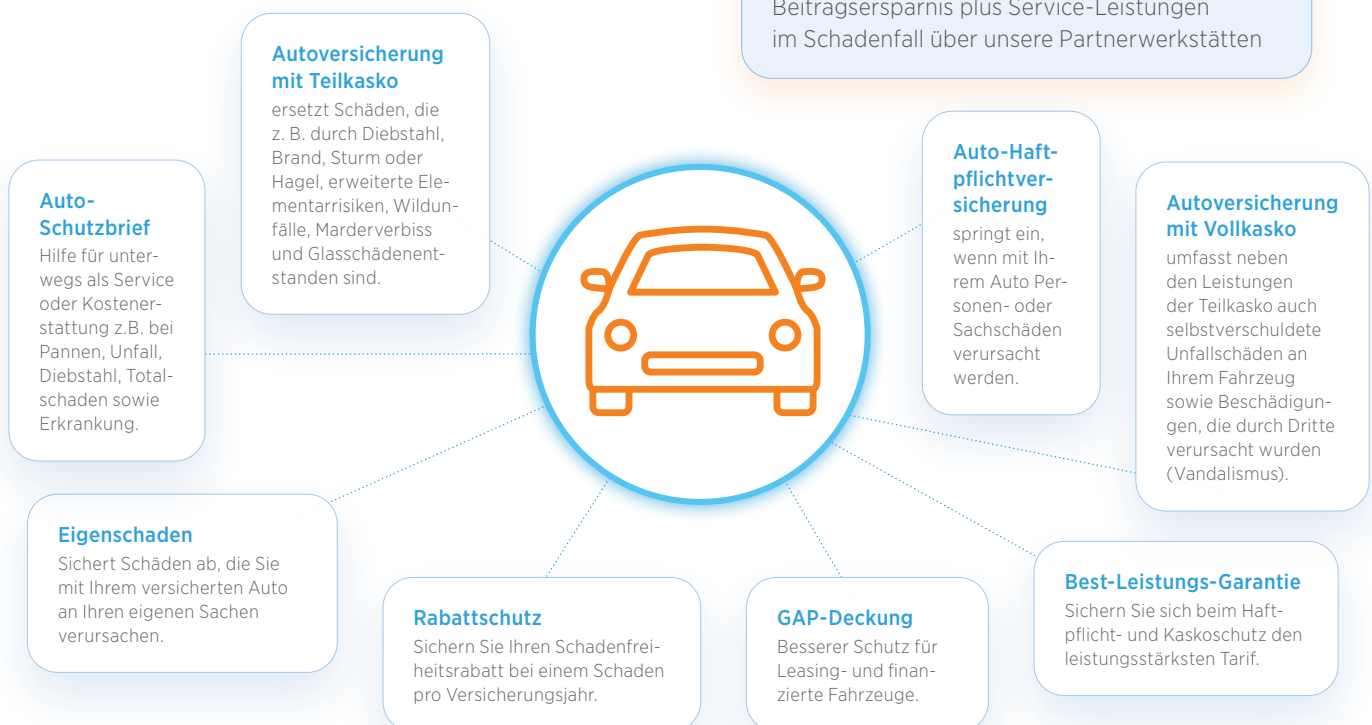 Beitragsersparnis plus Service-Leistungen
im Schadenfall über unsere Partnerwerkstätten
Autoversicherung
mit Teilkasko
ersetzt Schäden, die
z. B. durch Diebstahl,
Brand, Sturm oder
Hagel, erweiterte Ele-
mentarrisiken, Wildun-
fälle, Marderverbiss
und Glasschädenent-
standen sind.
Auto-
Schutzbrief
Hilfe für unter-
wegs als Service
oder Kostener-
stattung z.B. bei
Pannen, Unfall,
Diebstahl, Total-
schaden sowie
Erkrankung.
Auto-Haft-
pflichtver-
sicherung
springt ein,
wenn mit Ih-
rem Auto Per-
sonen- oder
Sachschäden
verursacht
werden.
Autoversicherung
mit Vollkasko
umfasst neben
den Leistungen
der Teilkasko auch
selbstverschuldete
Unfallschäden an
Ihrem Fahrzeug
sowie Beschädigun-
gen, die durch Dritte
verursacht wurden
(Vandalismus).
Eigenschaden
Sichert Schäden ab, die Sie
mit Ihrem versicherten Auto
an Ihren eigenen Sachen
verursachen.
Rabattschutz
Sichern Sie Ihren Schadenfrei-
heitsrabatt bei einem Schaden
pro Versicherungsjahr.
GAP-Deckung
Besserer Schutz für
Leasing- und finan-
zierte Fahrzeuge.
Best-Leistungs-Garantie
Sichern Sie sich beim Haft-
pflicht- und Kaskoschutz den
leistungsstärksten Tarif.